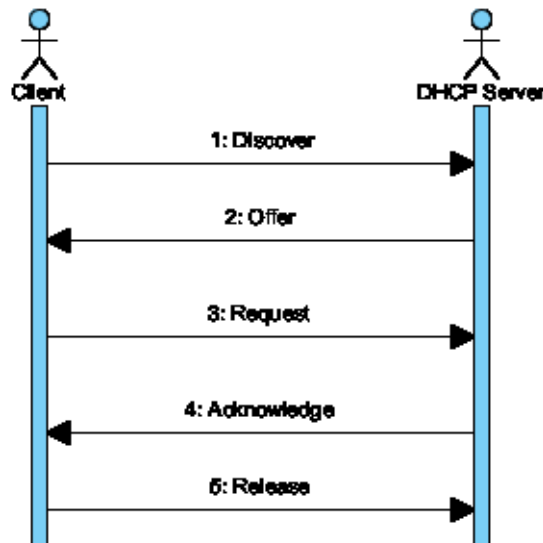 Client
DHCP Server
1: Discover
2: Offer
3: Request
4: Acknowledge
5: Release